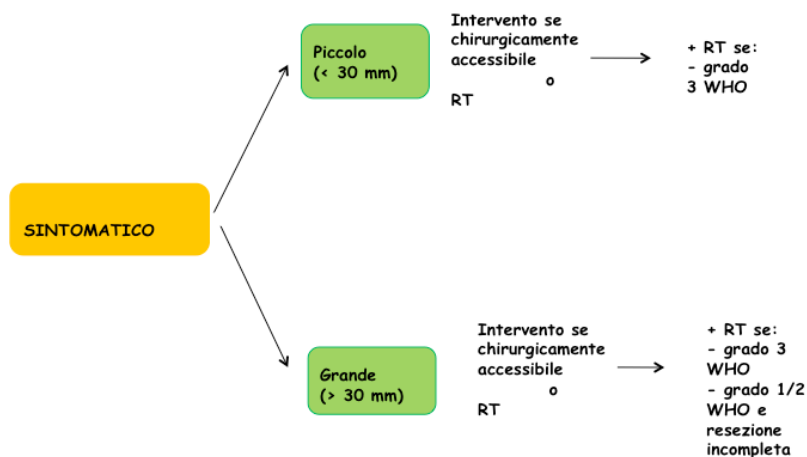 SINTOMATICO
Piccolo
(< 30 mm)
Intervento se
chirurgicamente
accessibile
o
RT
+ RT se:
- grado
3 WHO
Grande
(> 30 mm)
Intervento se
chirurgicamente
accessibile
o
RT
+ RT se:
- grado 3
WHO
- grado 1/2
WHO e
resezione
incompleta